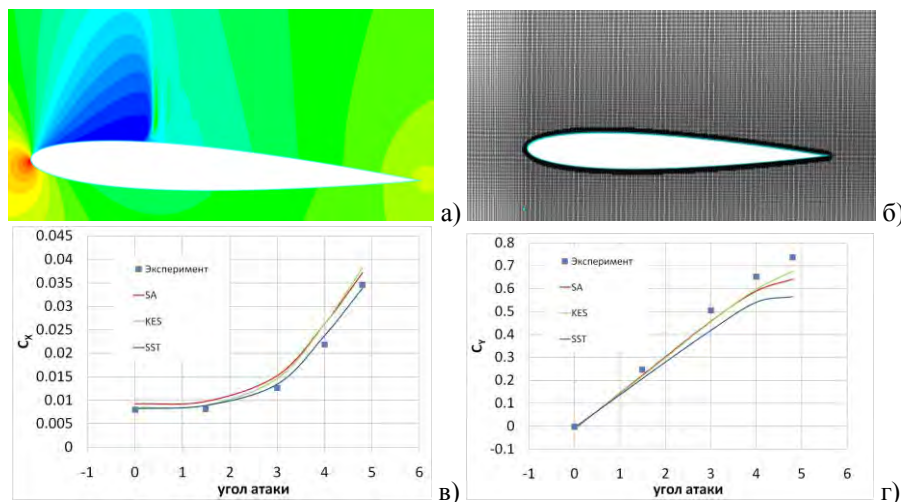 а)
б)
0.045
0.04
0.035
0.03
0.025
0.02
0.015
0.01
0.005
0
Cx
Эксперимент
SA
KES
SST
-1 0 1 2 3 4 5 6
угол атаки
в)
0.8
0.7
0.6
0.5
0.4
0.3
0.2
0.1
0
-0.1
CY
Эксперимент
SA
KES
SST
-1 0 1 2 3 4 5 6
угол атаки
г)